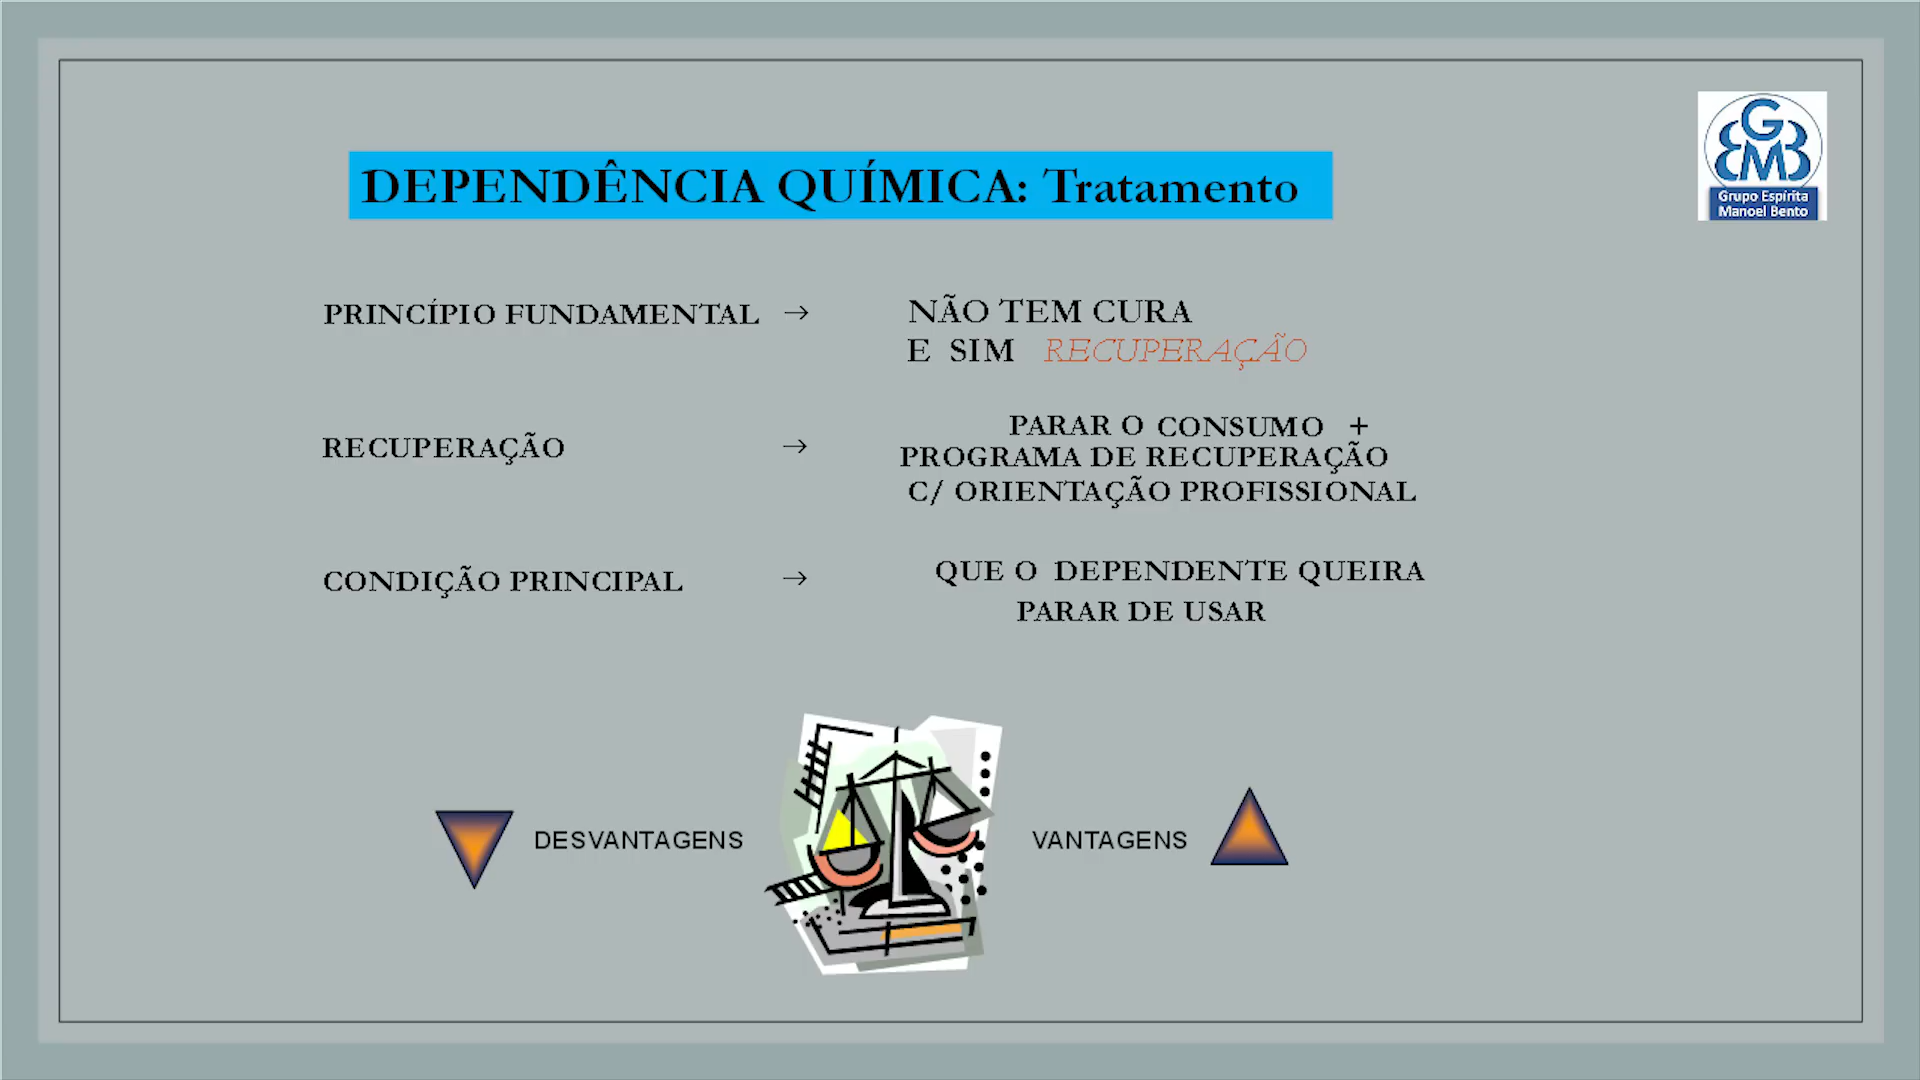 DEPENDÊNCIA QUÍMICA: Tratamento
GEMB
Grupo Espírita
Manoel Bento
PRINCÍPIO FUNDAMENTAL →
NÃO TEM CURA
E SIM RECUPERAÇÃO
RECUPERAÇÃO →
PARAR O CONSUMO +
PROGRAMA DE RECUPERAÇÃO
C/ ORIENTAÇÃO PROFISSIONAL
CONDIÇÃO PRINCIPAL →
QUE O DEPENDENTE QUEIRA
PARAR DE USAR
DESVANTAGENS
VANTAGENS